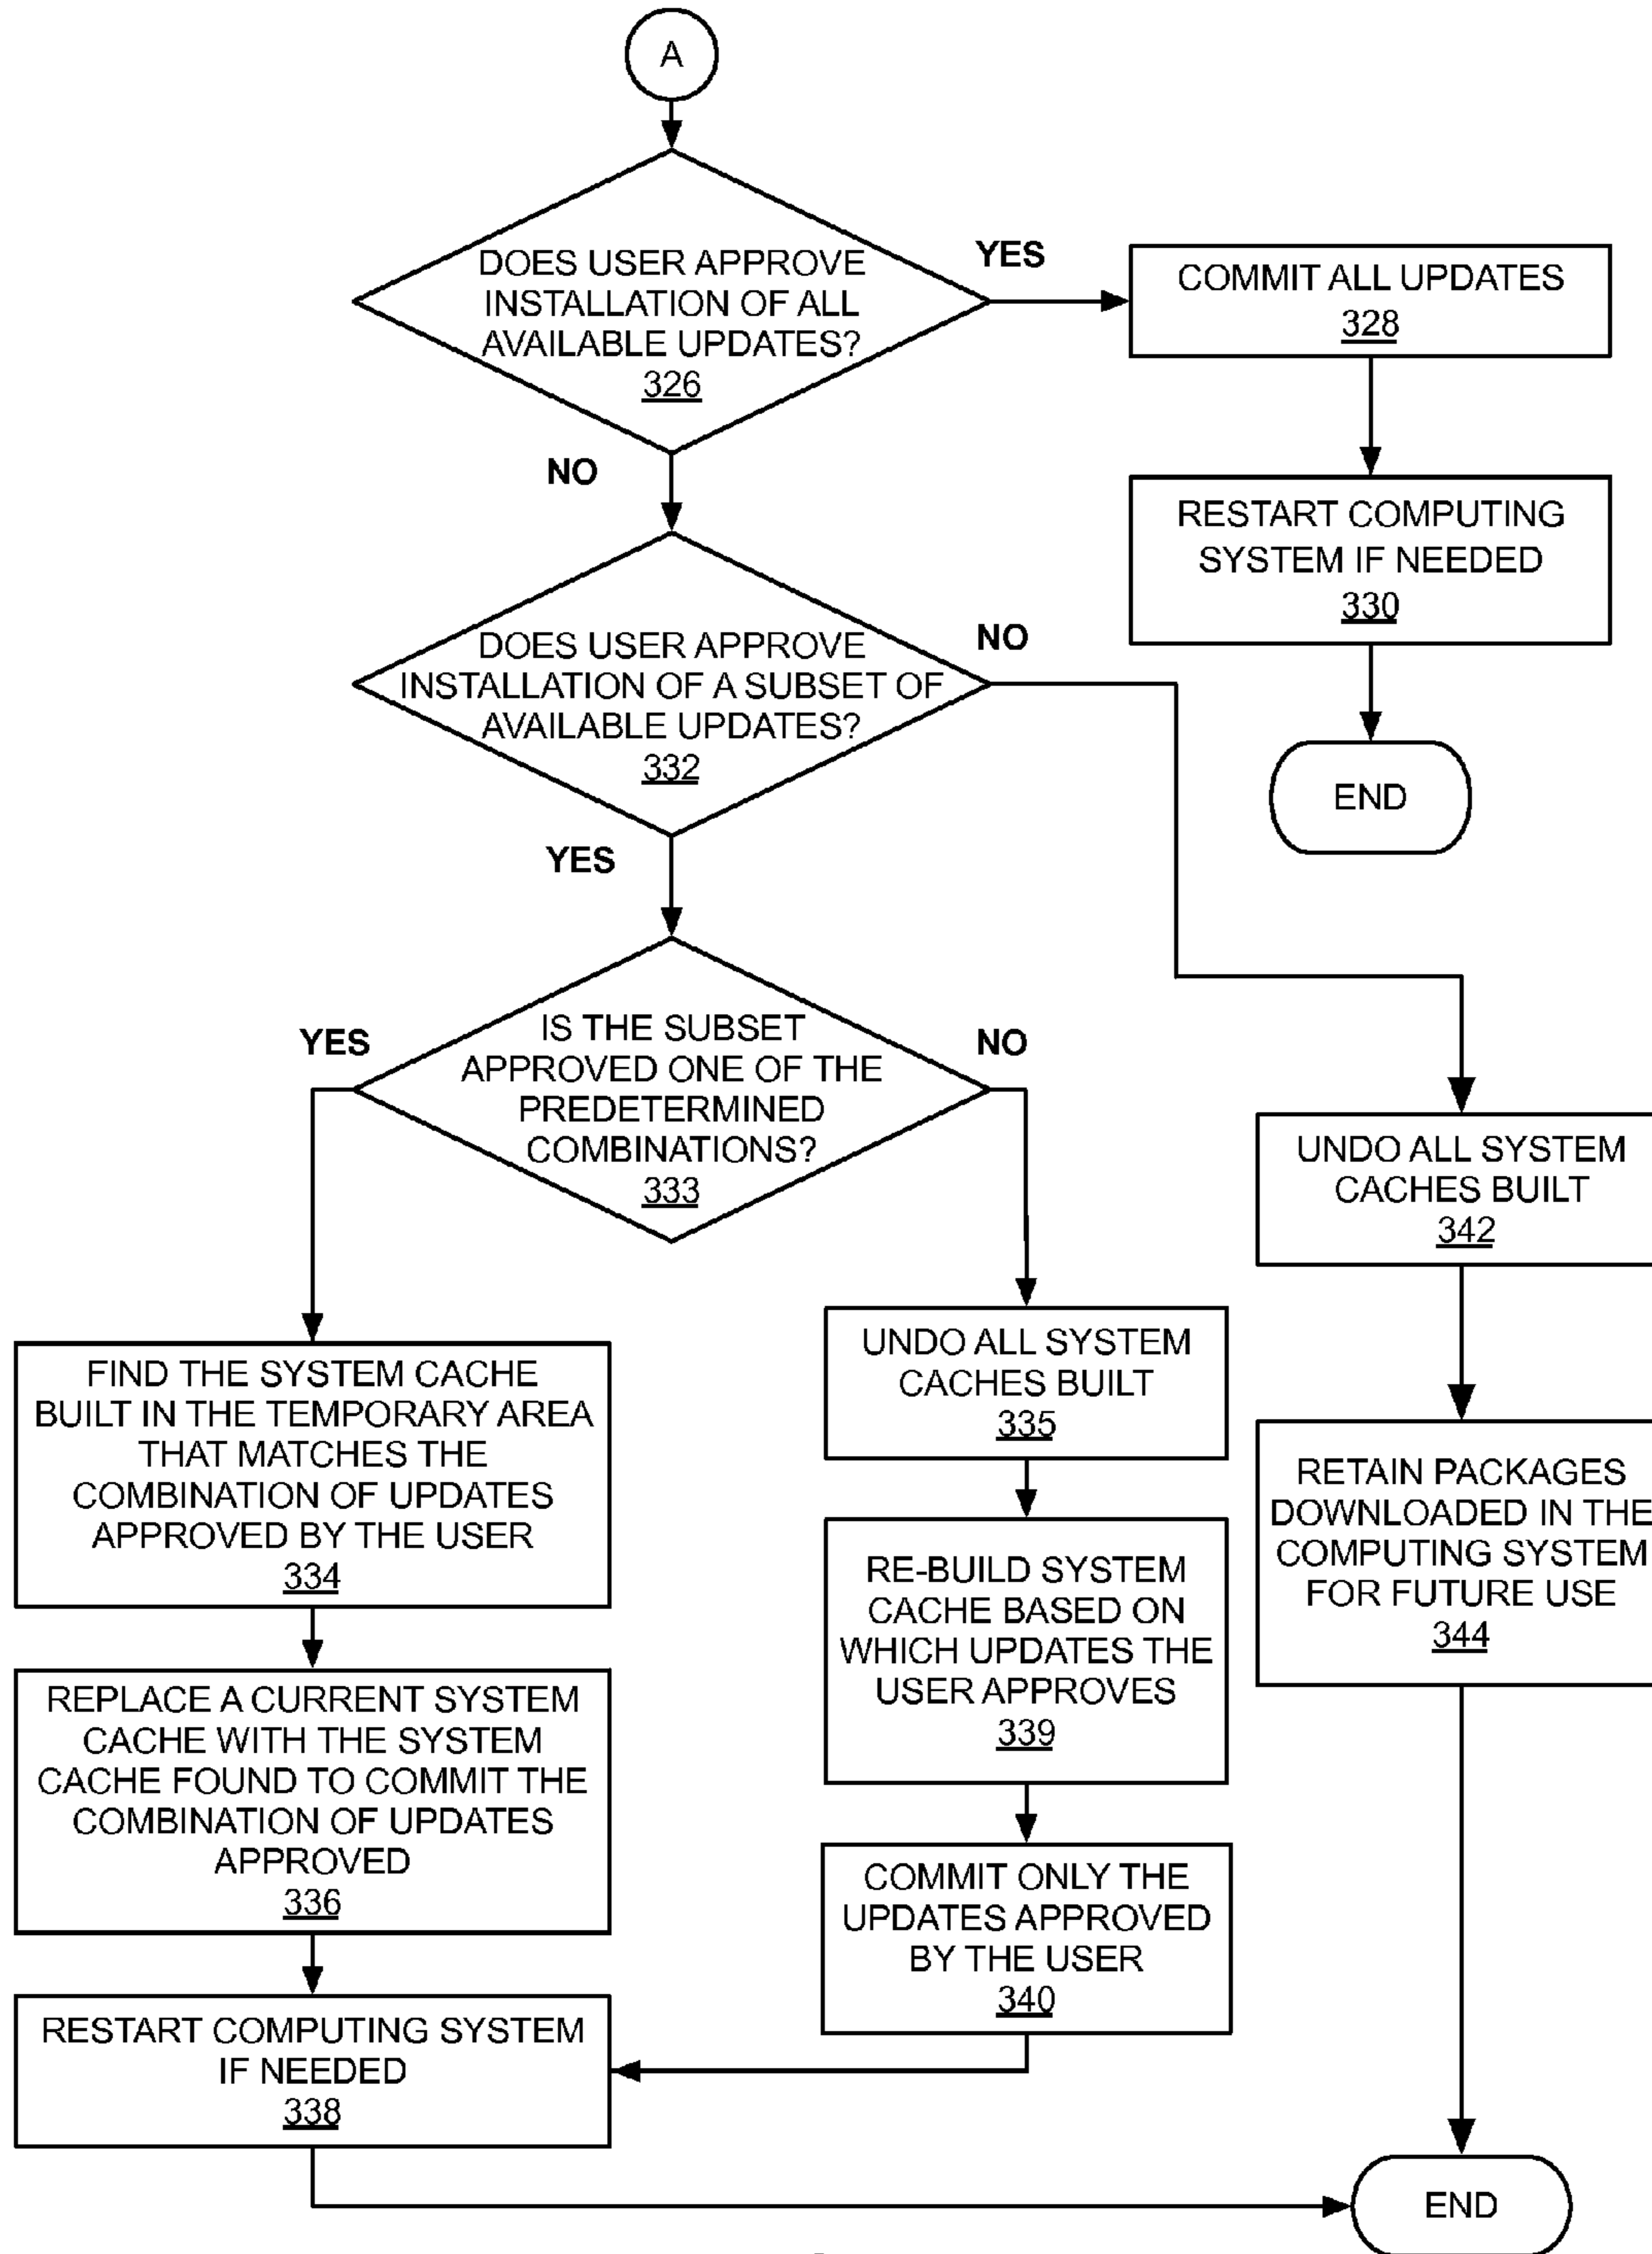 A
DOES USER APPROVE
INSTALLATION OF ALL
AVAILABLE UPDATES?
326
YES
COMMIT ALL UPDATES
328
RESTART COMPUTING
SYSTEM IF NEEDED
330
END
NO
DOES USER APPROVE
INSTALLATION OF A SUBSET OF
AVAILABLE UPDATES?
332
NO
YES
IS THE SUBSET
APPROVED ONE OF THE
PREDETERMINED
COMBINATIONS?
333
YES
NO
FIND THE SYSTEM CACHE
BUILT IN THE TEMPORARY AREA
THAT MATCHES THE
COMBINATION OF UPDATES
APPROVED BY THE USER
334
REPLACE A CURRENT SYSTEM
CACHE WITH THE SYSTEM
CACHE FOUND TO COMMIT THE
COMBINATION OF UPDATES
APPROVED
336
RESTART COMPUTING SYSTEM
IF NEEDED
338
UNDO ALL SYSTEM
CACHES BUILT
335
RE-BUILD SYSTEM
CACHE BASED ON
WHICH UPDATES THE
USER APPROVES
339
COMMIT ONLY THE
UPDATES APPROVED
BY THE USER
340
UNDO ALL SYSTEM
CACHES BUILT
342
RETAIN PACKAGES
DOWNLOADED IN THE
COMPUTING SYSTEM
FOR FUTURE USE
344
END